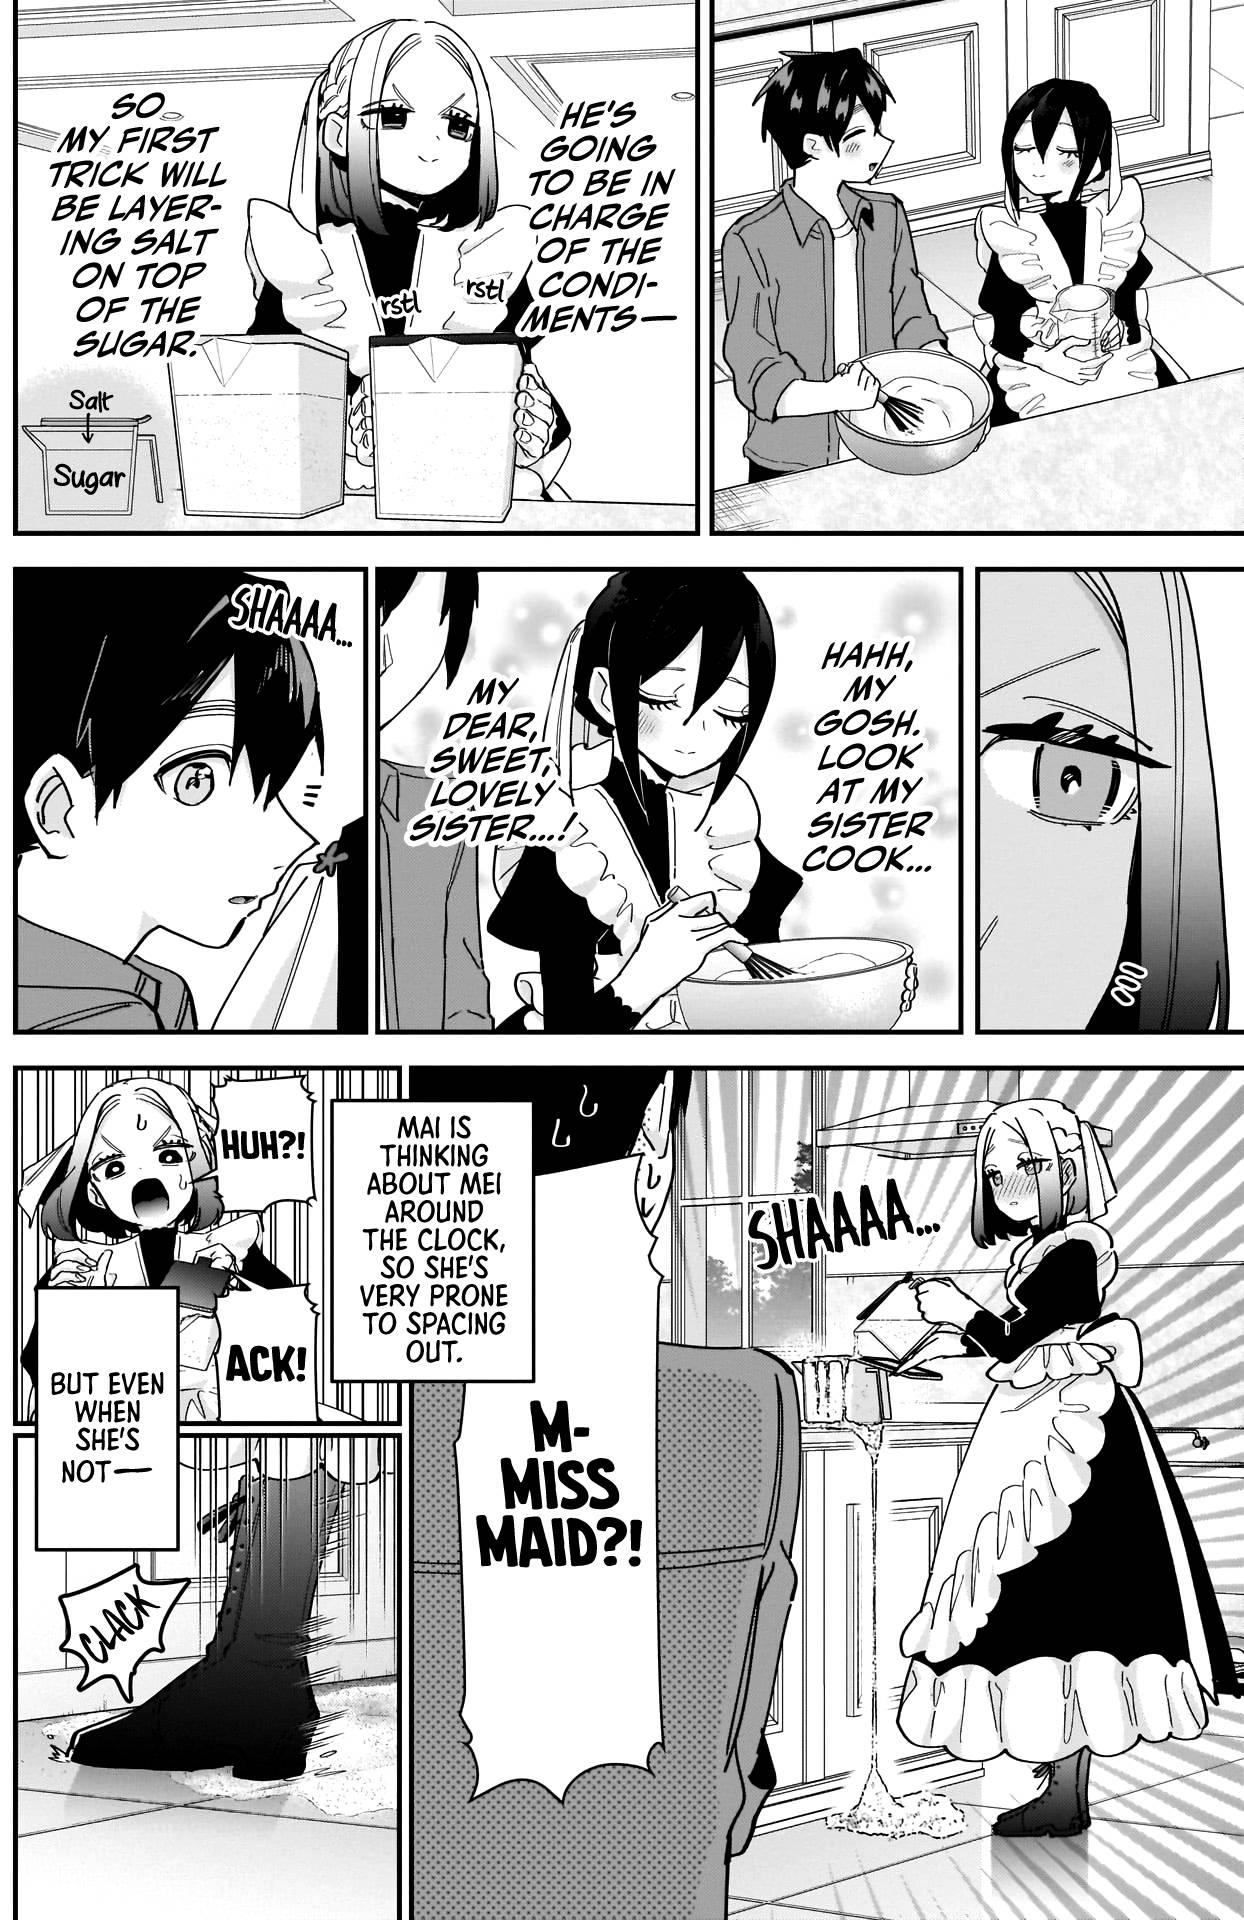 HE'S
GOING
TO BE IN
CHARGE
OF THE
CONDI-
MENTS—
SO
MY FIRST
TRICK WILL
BE LAYER-
ING SALT
ON TOP
OF THE
SUGAR.
rstl
rstl
Salt
Sugar
HAHH,
MY
GOSH.
LOOK
AT MY
SISTER
COOK...
MY
DEAR,
SWEET,
LOVELY
SISTER...!
SHAAAA...
SHAAAA...
M-
MISS
MAID?!
MAI IS
THINKING
ABOUT MEI
AROUND
THE CLOCK,
SO SHE'S
VERY PRONE
TO SPACING
OUT.
HUH?!
ACK!
BUT EVEN
WHEN
SHE'S
NOT—
CLACK